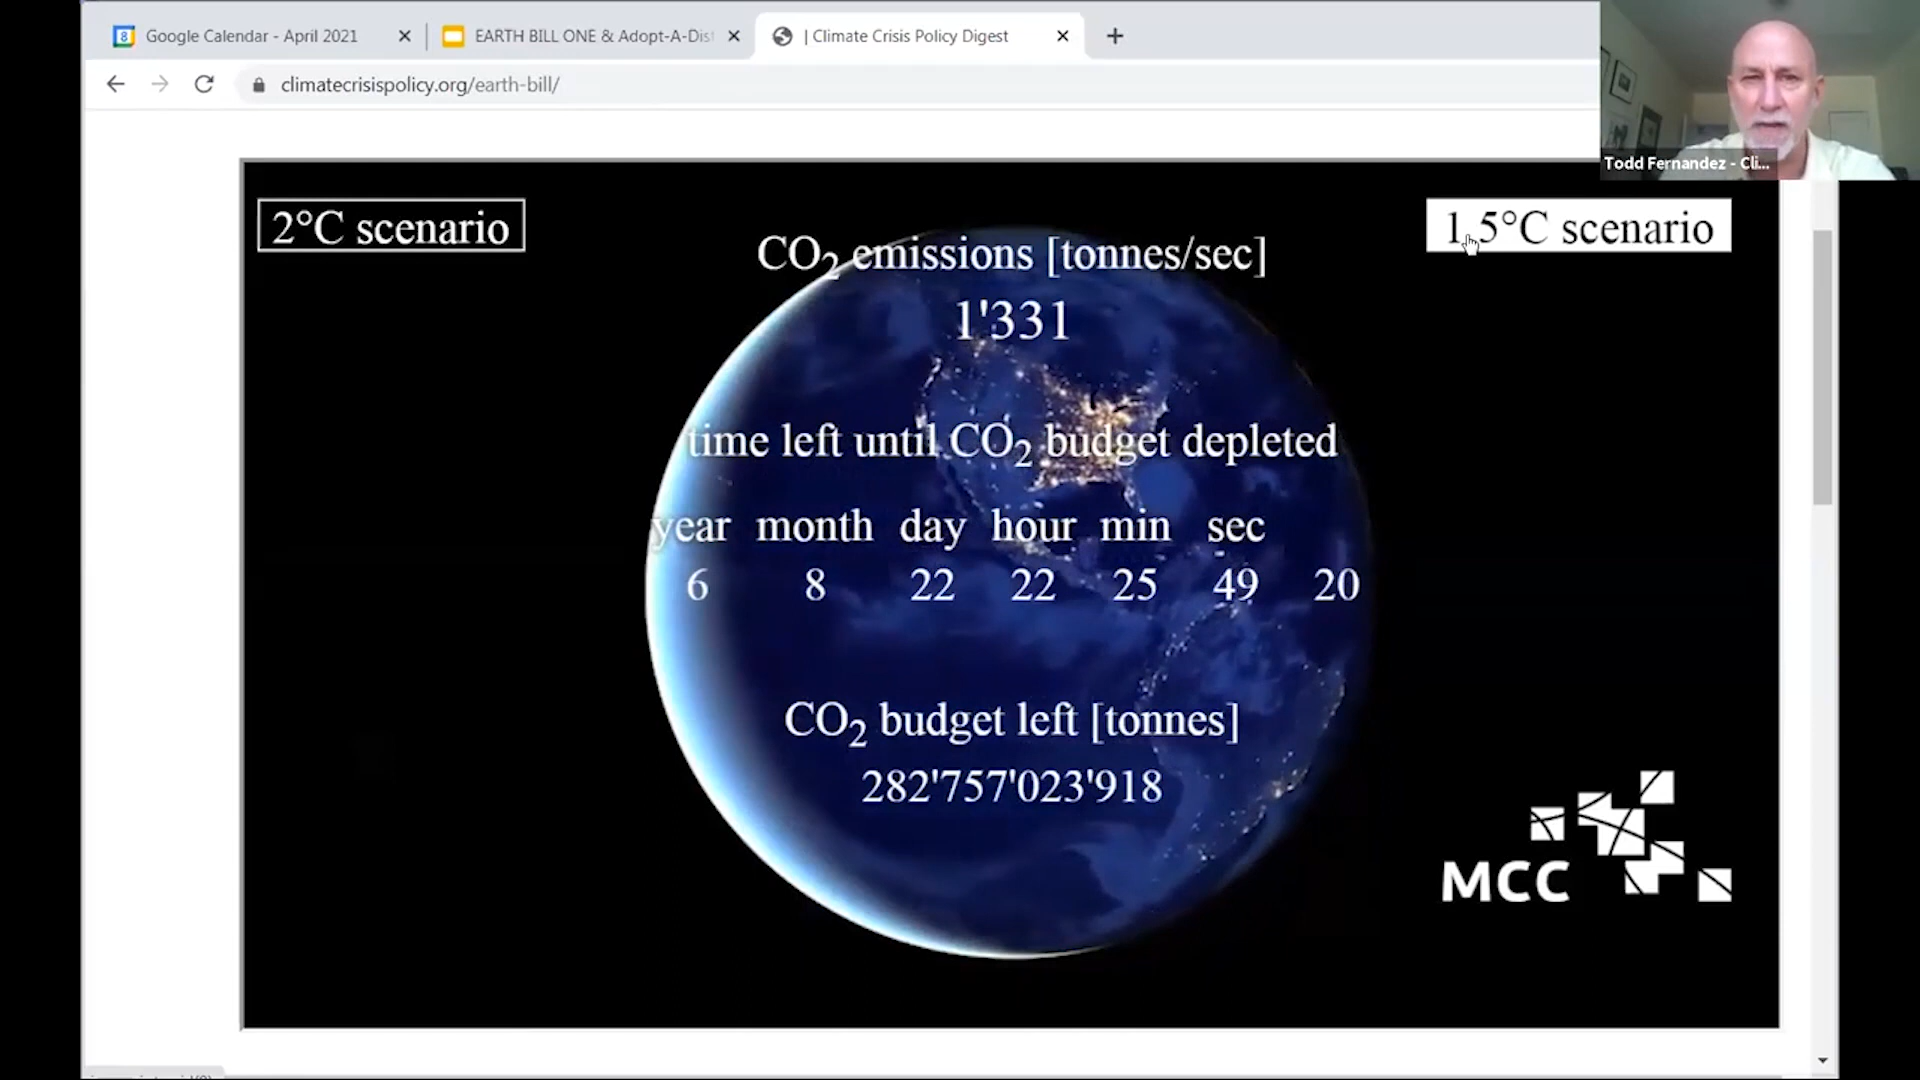 Google Calendar - April 2021
EARTH BILL ONE & Adopt-A-Dis
| Climate Crisis Policy Digest
climatecrisispolicy.org/earth-bill/
Todd Fernandez - Cli...
2°C scenario
1.5°C scenario
CO₂ emissions [tonnes/sec]
1'331
time left until CO₂ budget depleted
year month day hour min sec
6 8 22 22 25 49 20
CO₂ budget left [tonnes]
282'757'023'918
MCC